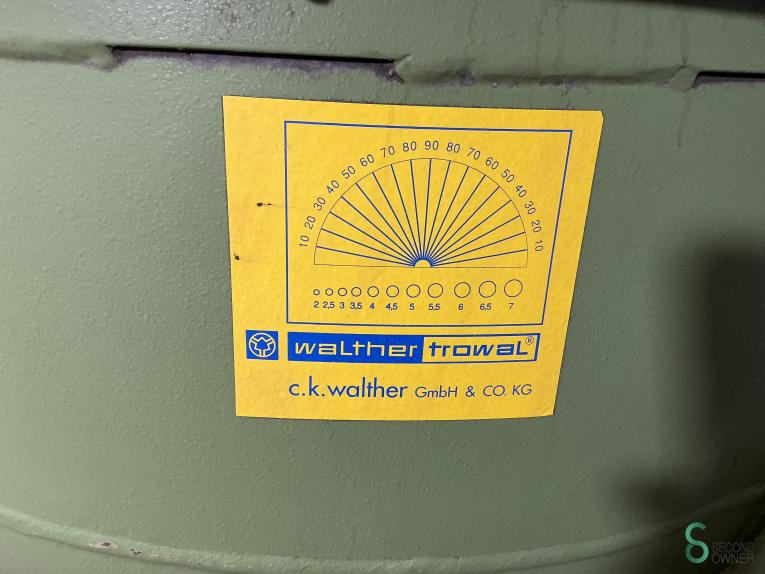 10 20 30 40 50 60 70 80 90 80 70 60 50 40 30 20 10
2 2,5 3 3,5 4 4,5 5 5,5 6 6,5 7
walther trowal®
c.k.walther GmbH & CO. KG
SECOND
OWNER